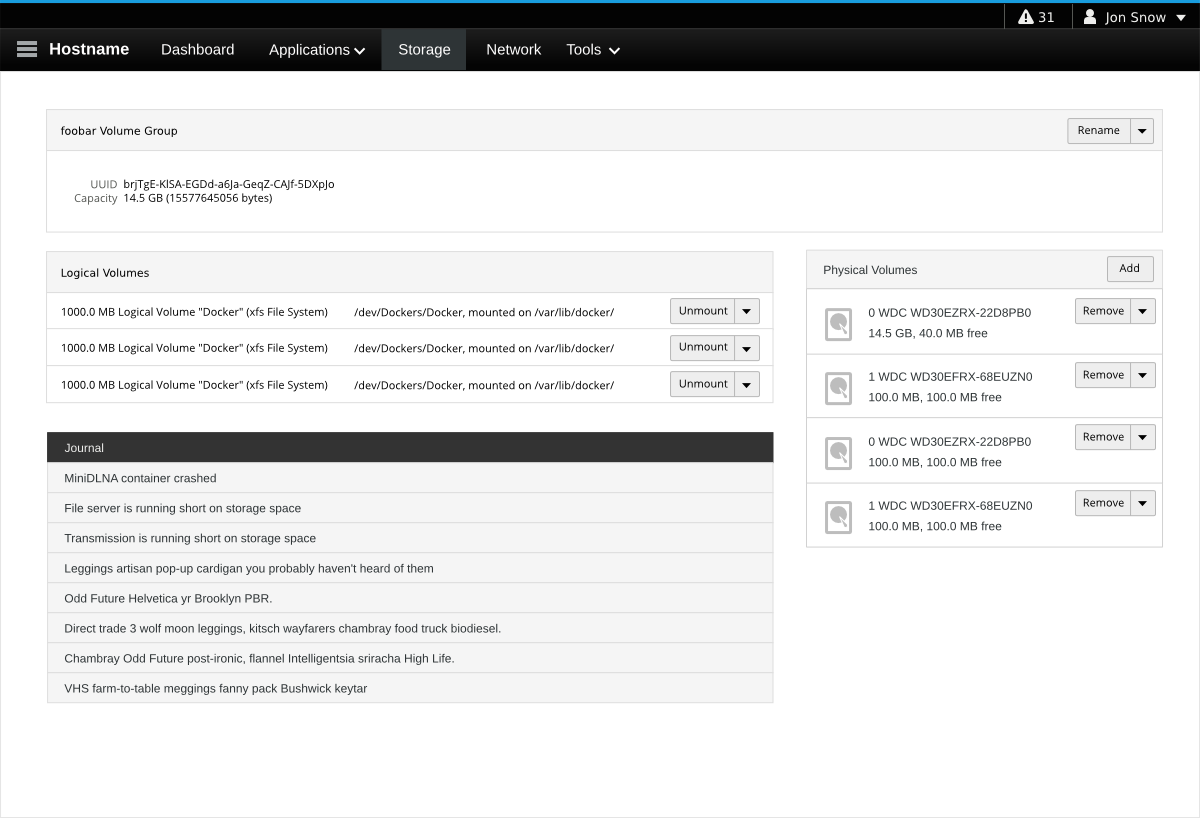 31 Jon Snow
Hostname Dashboard Applications Storage Network Tools
foobar Volume Group Rename
UUID brjTgE-KlSA-EGDd-a6Ja-GeqZ-CAJf-5DXpJo
Capacity 14.5 GB (15577645056 bytes)
Logical Volumes
1000.0 MB Logical Volume "Docker" (xfs File System) /dev/Dockers/Docker, mounted on /var/lib/docker/ Unmount
1000.0 MB Logical Volume "Docker" (xfs File System) /dev/Dockers/Docker, mounted on /var/lib/docker/ Unmount
1000.0 MB Logical Volume "Docker" (xfs File System) /dev/Dockers/Docker, mounted on /var/lib/docker/ Unmount
Journal
MiniDLNA container crashed
File server is running short on storage space
Transmission is running short on storage space
Leggings artisan pop-up cardigan you probably haven't heard of them
Odd Future Helvetica yr Brooklyn PBR.
Direct trade 3 wolf moon leggings, kitsch wayfarers chambray food truck biodiesel.
Chambray Odd Future post-ironic, flannel Intelligentsia sriracha High Life.
VHS farm-to-table meggings fanny pack Bushwick keytar
Physical Volumes Add
0 WDC WD30EZRX-22D8PB0 Remove
14.5 GB, 40.0 MB free
1 WDC WD30EFRX-68EUZN0 Remove
100.0 MB, 100.0 MB free
0 WDC WD30EZRX-22D8PB0 Remove
100.0 MB, 100.0 MB free
1 WDC WD30EFRX-68EUZN0 Remove
100.0 MB, 100.0 MB free